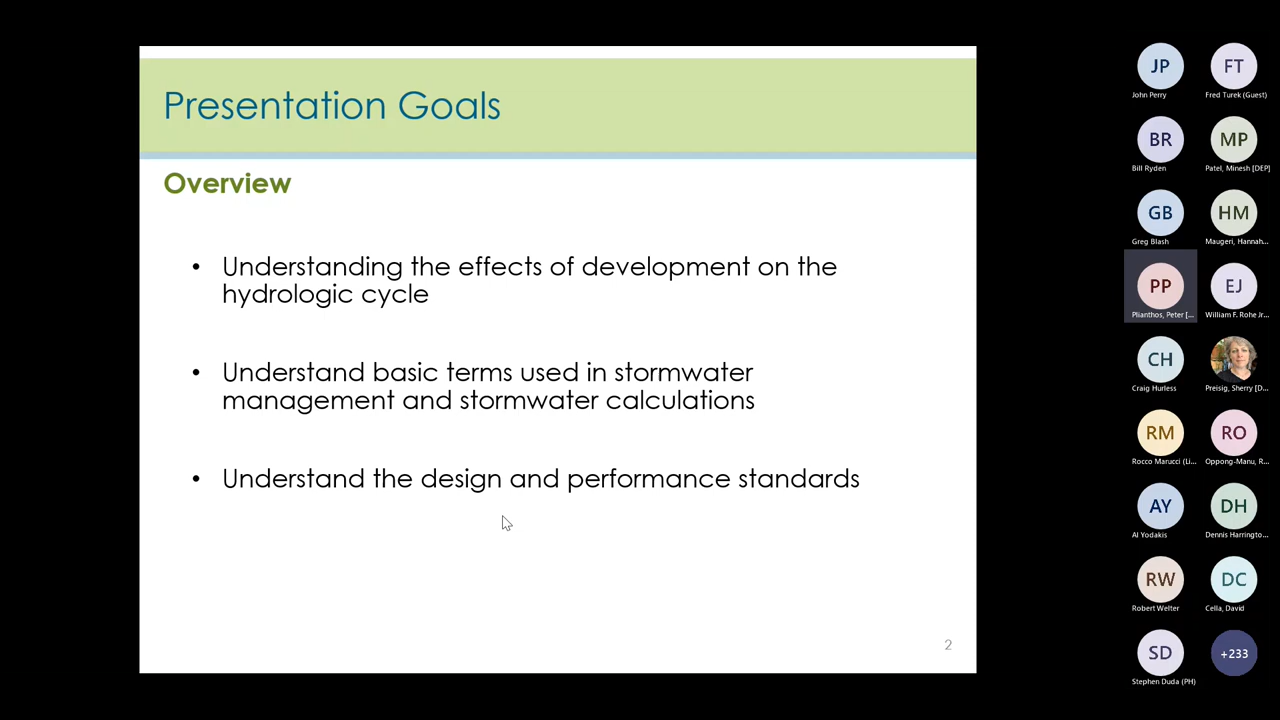 Presentation Goals
Overview
• Understanding the effects of development on the
hydrologic cycle
• Understand basic terms used in stormwater
management and stormwater calculations
• Understand the design and performance standards
2
JP
John Perry
FT
Fred Turek (Guest)
BR
Bill Ryden
MP
Patel, Minesh [DEP]
GB
Greg Blash
HM
Maugeri, Hannah...
PP
Plianthos, Peter [...
EJ
William F. Rohe Jr...
CH
Craig Hurless
Preisig, Sherry [D...
RM
Rocco Marucci (Li...
RO
Oppong-Manu, R...
AY
Al Yodakis
DH
Dennis Harringto...
RW
Robert Welter
DC
Cella, David
SD
Stephen Duda (PH)
+233